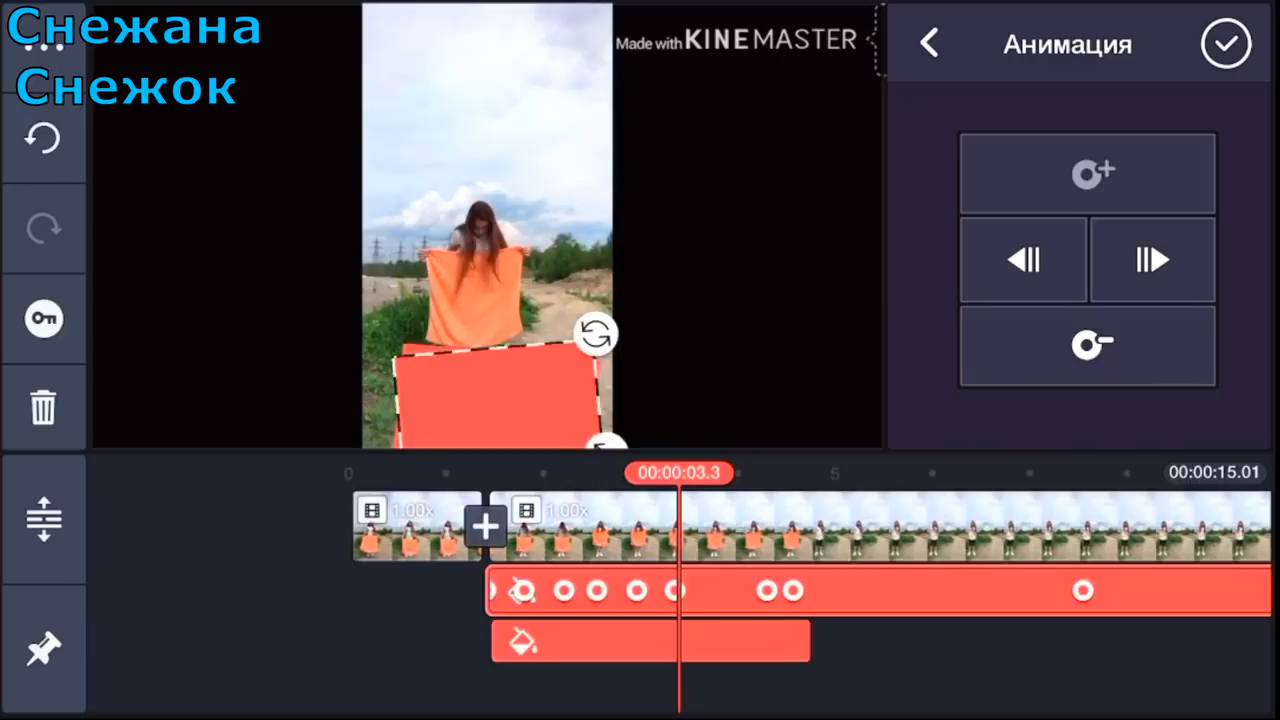 Снежана
Снежок
Made with KINEMASTER
Анимация
0
00:00:03.3
5
00:00:15.01
1.00x
1.00x